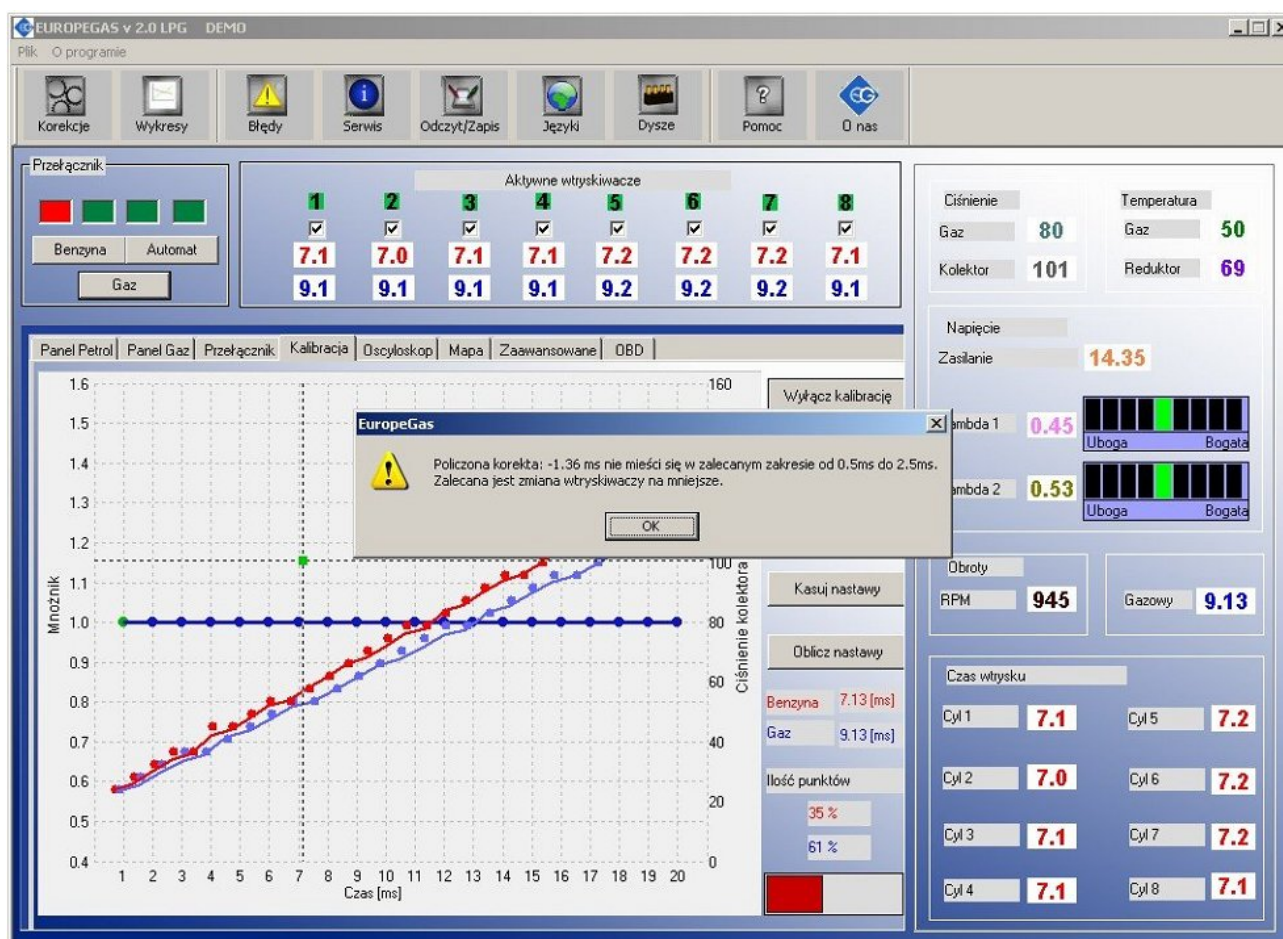 EUROPEGAS v 2.0 LPG DEMO
Plik O programie
Korekcje Wykresy Błędy Serwis Odczyt/Zapis Języki Dysze Pomoc O nas
Przełącznik
Benzyna Automat
Gaz
Aktywne wtryskiwacze
1 2 3 4 5 6 7 8
7.1 7.0 7.1 7.1 7.2 7.2 7.2 7.1
9.1 9.1 9.1 9.1 9.2 9.2 9.2 9.1
Ciśnienie
Gaz 80
Kolektor 101
Temperatura
Gaz 50
Reduktor 69
Panel Petrol Panel Gaz Przełącznik Kalibracja Oscyloskop Mapa Zaawansowane OBD
1.6
1.5
1.4
1.3
1.2
1.1
1.0
0.9
0.8
0.7
0.6
0.5
0.4
Mnożnik
1 2 3 4 5 6 7 8 9 10 11 12 13 14 15 16 17 18 19 20
Czas [ms]
160
100
80
60
40
20
0
Ciśnienie kolektora
Wyłącz kalibrację
EuropeGas
Policzona korekta: -1.36 ms nie mieści się w zalecanym zakresie od 0.5ms do 2.5ms.
Zalecana jest zmiana wtryskiwaczy na mniejsze.
OK
Kasuj nastawy
Oblicz nastawy
Benzyna 7.13 [ms]
Gaz 9.13 [ms]
Ilość punktów
35 %
61 %
Napięcie
Zasilanie 14.35
ambda 1 0.45
Uboga Bogata
ambda 2 0.53
Uboga Bogata
Obroty
RPM 945
Gazowy 9.13
Czas wtrysku
Cyl 1 7.1 Cyl 5 7.2
Cyl 2 7.0 Cyl 6 7.2
Cyl 3 7.1 Cyl 7 7.2
Cyl 4 7.1 Cyl 8 7.1